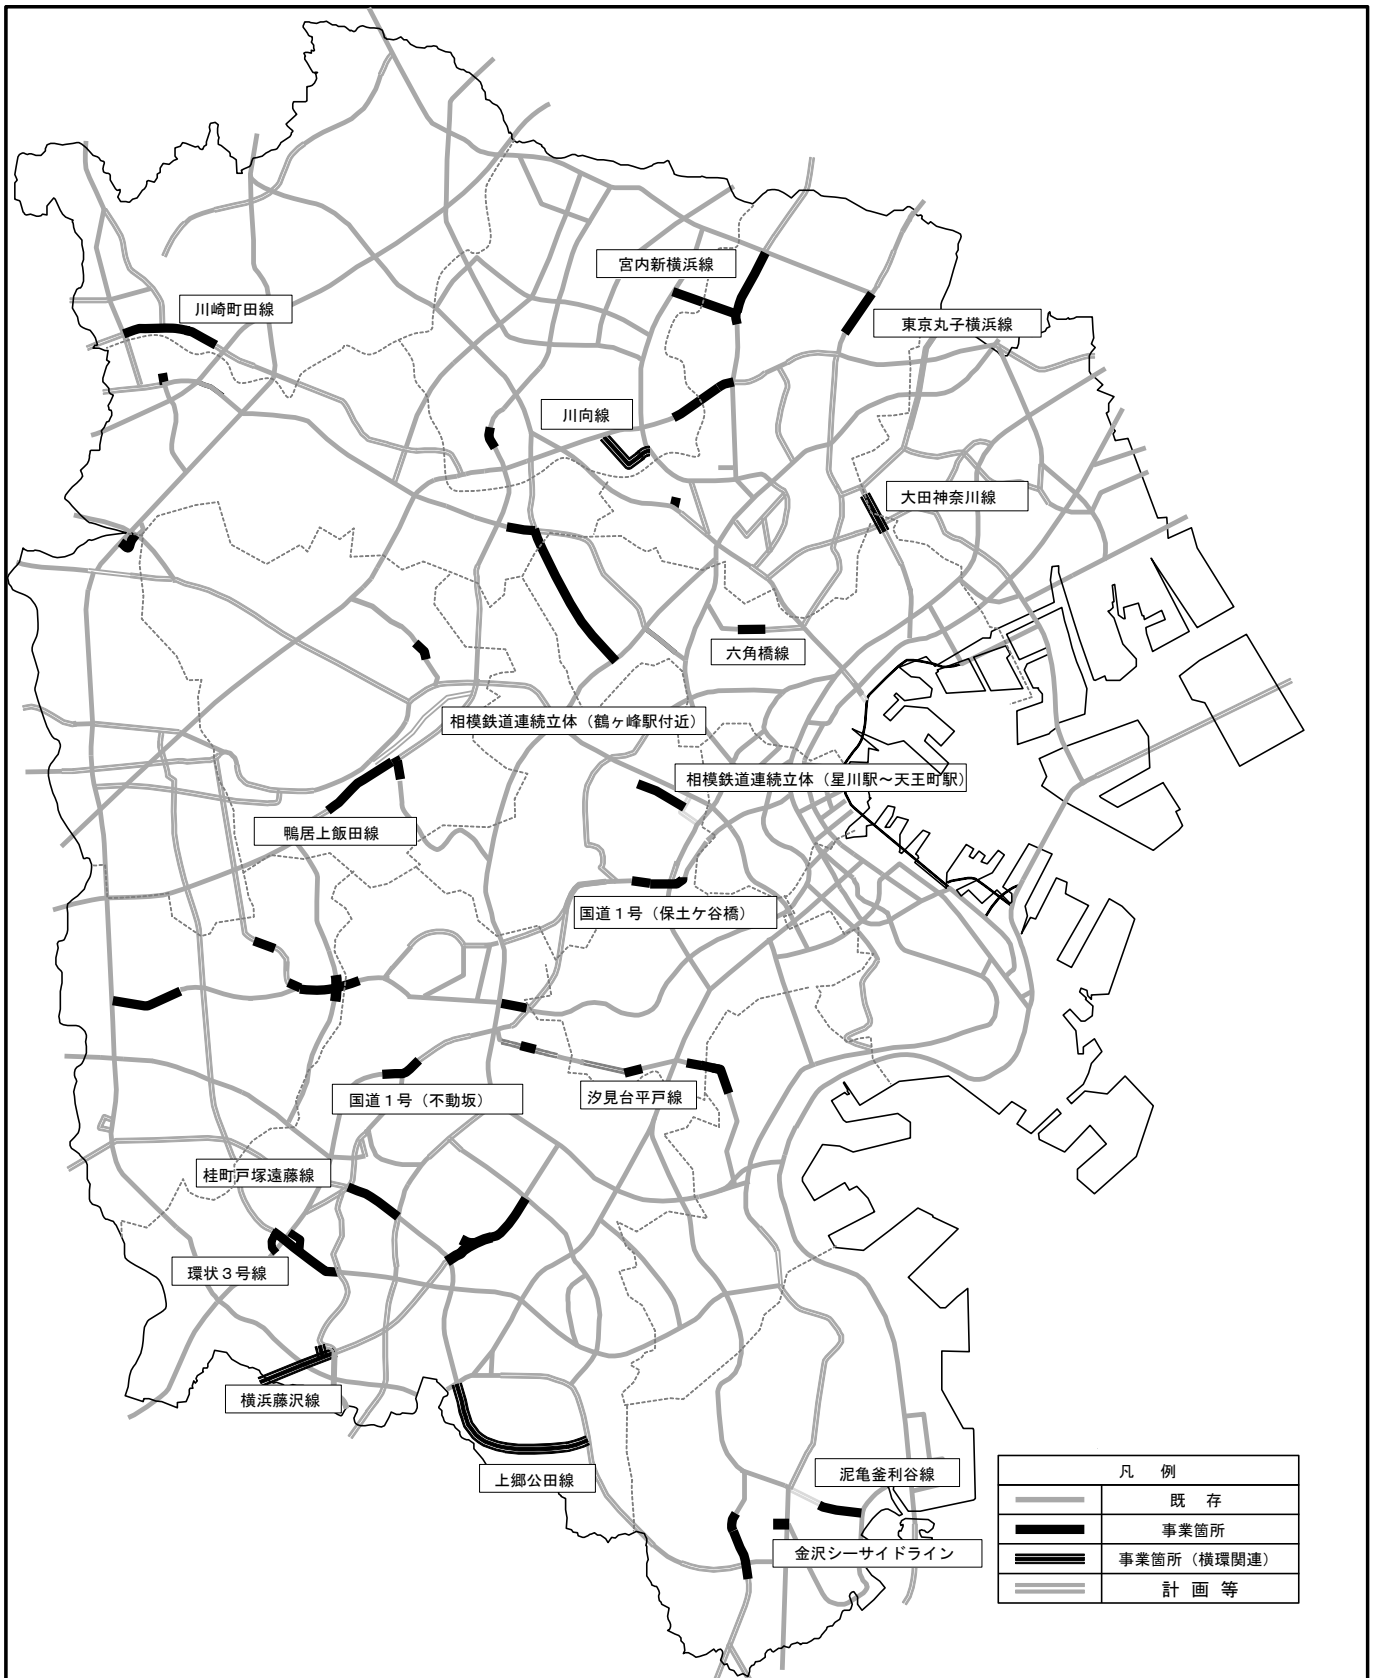 宮内新横浜線
川崎町田線
東京丸子横浜線
川向線
大田神奈川線
六角橋線
相模鉄道連続立体（鶴ヶ峰駅付近）
相模鉄道連続立体（星川駅～天王町駅）
鴨居上飯田線
国道１号（保土ケ谷橋）
国道１号（不動坂）
汐見台平戸線
桂町戸塚遠藤線
環状３号線
横浜藤沢線
上郷公田線
泥亀釜利谷線
金沢シーサイドライン
凡 例
既 存
事業箇所
事業箇所（横環関連）
計 画 等